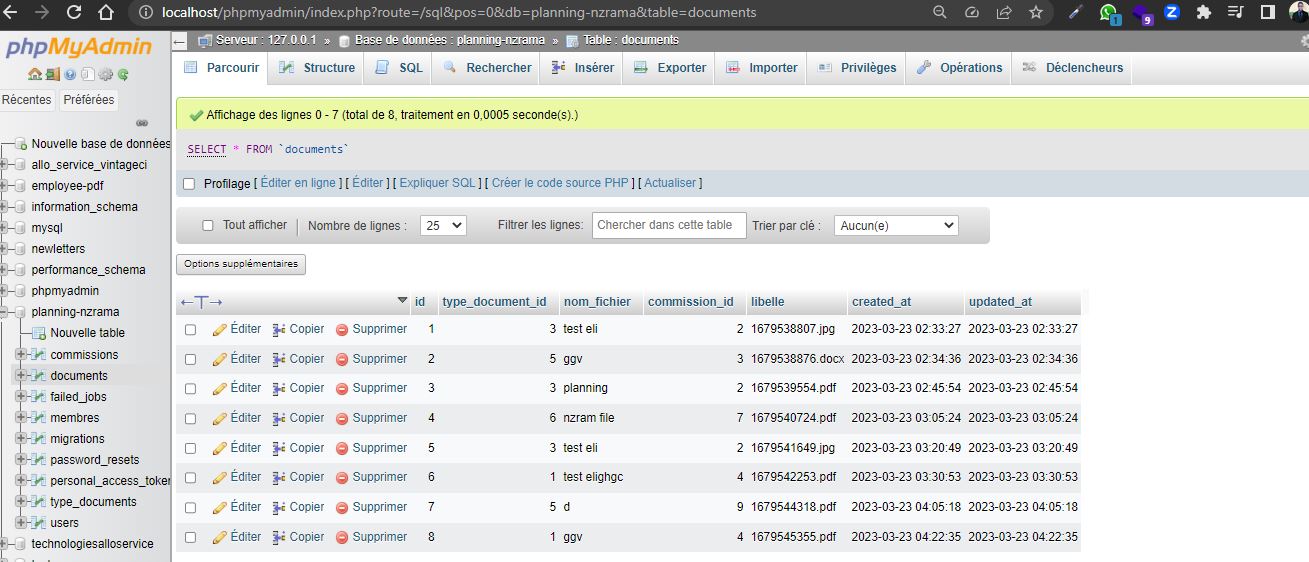 localhost/phpmyadmin/index.php?route=/sql&pos=0&db=planning-nzrama&table=documents
1
9
phpMyAdmin
Récentes Préférées
Nouvelle base de données
allo_service_vintageci
employee-pdf
information_schema
mysql
newletters
performance_schema
phpmyadmin
planning-nzrama
Nouvelle table
commissions
documents
failed_jobs
membres
migrations
password_resets
personal_access_token
type_documents
users
technologiesalloservice
Serveur : 127.0.0.1 » Base de données : planning-nzrama » Table : documents
Parcourir Structure SQL Rechercher Insérer Exporter Importer Privilèges Opérations Déclencheurs
Affichage des lignes 0 - 7 (total de 8, traitement en 0,0005 seconde(s).)
SELECT * FROM `documents`
Profilage [ Éditer en ligne ] [ Éditer ] [ Expliquer SQL ] [ Créer le code source PHP ] [ Actualiser ]
Tout afficher | Nombre de lignes : 25 Filtrer les lignes: Chercher dans cette table Trier par clé : Aucun(e)
Options supplémentaires
←T→ id type_document_id nom_fichier commission_id libelle created_at updated_at
Éditer Copier Supprimer 1 3 test eli 2 1679538807.jpg 2023-03-23 02:33:27 2023-03-23 02:33:27
Éditer Copier Supprimer 2 5 ggv 3 1679538876.docx 2023-03-23 02:34:36 2023-03-23 02:34:36
Éditer Copier Supprimer 3 3 planning 2 1679539554.pdf 2023-03-23 02:45:54 2023-03-23 02:45:54
Éditer Copier Supprimer 4 6 nzram file 7 1679540724.pdf 2023-03-23 03:05:24 2023-03-23 03:05:24
Éditer Copier Supprimer 5 3 test eli 2 1679541649.jpg 2023-03-23 03:20:49 2023-03-23 03:20:49
Éditer Copier Supprimer 6 1 test elighgc 4 1679542253.pdf 2023-03-23 03:30:53 2023-03-23 03:30:53
Éditer Copier Supprimer 7 5 d 9 1679544318.pdf 2023-03-23 04:05:18 2023-03-23 04:05:18
Éditer Copier Supprimer 8 1 ggv 4 1679545355.pdf 2023-03-23 04:22:35 2023-03-23 04:22:35